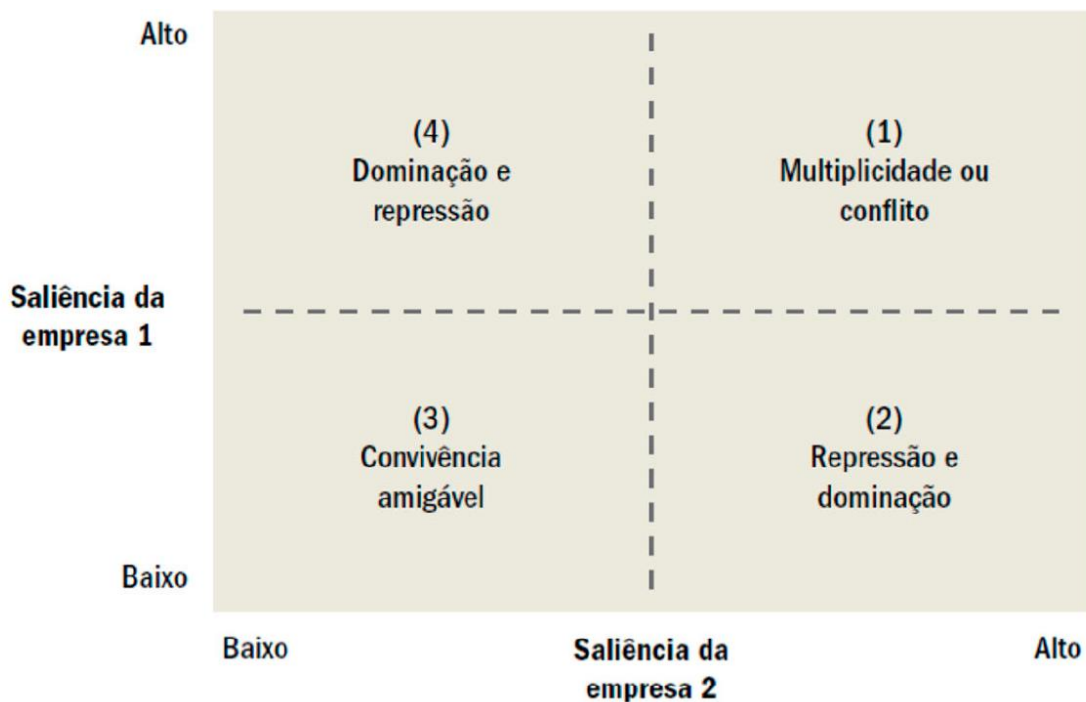 Alto
(4)
Dominação e
repressão
(1)
Multiplicidade ou
conflito
Saliência da
empresa 1
(3)
Convivência
amigável
(2)
Repressão e
dominação
Baixo
Baixo
Saliência da
empresa 2
Alto